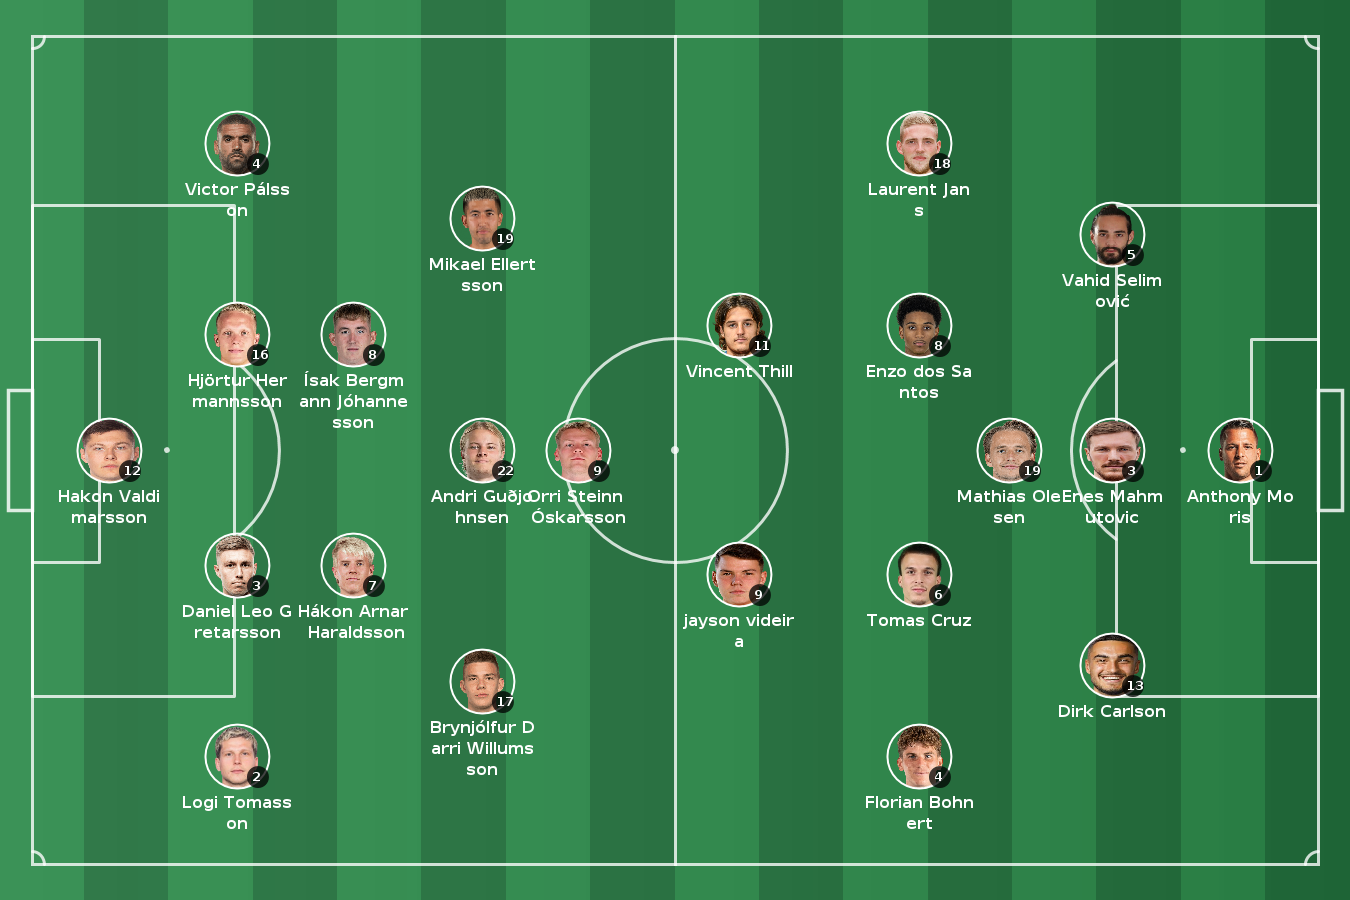 4
Victor Pálss
on
18
Laurent Jan
s
19
Mikael Ellert
sson
5
Vahid Selim
ović
16
Hjörtur Her
mannsson
8
Ísak Bergm
ann Jóhanne
sson
11
Vincent Thill
8
Enzo dos Sa
ntos
12
Hakon Valdi
marsson
22
Andri Guðjo
hnsen
9
Orri Steinn
Óskarsson
19
Mathias Ole
sen
3
Enes Mahm
utovic
1
Anthony Mo
ris
3
Daniel Leo G
retarsson
7
Hákon Arnar
Haraldsson
9
jayson videir
a
6
Tomas Cruz
17
Brynjólfur D
arri Willums
son
13
Dirk Carlson
2
Logi Tomass
on
4
Florian Bohn
ert